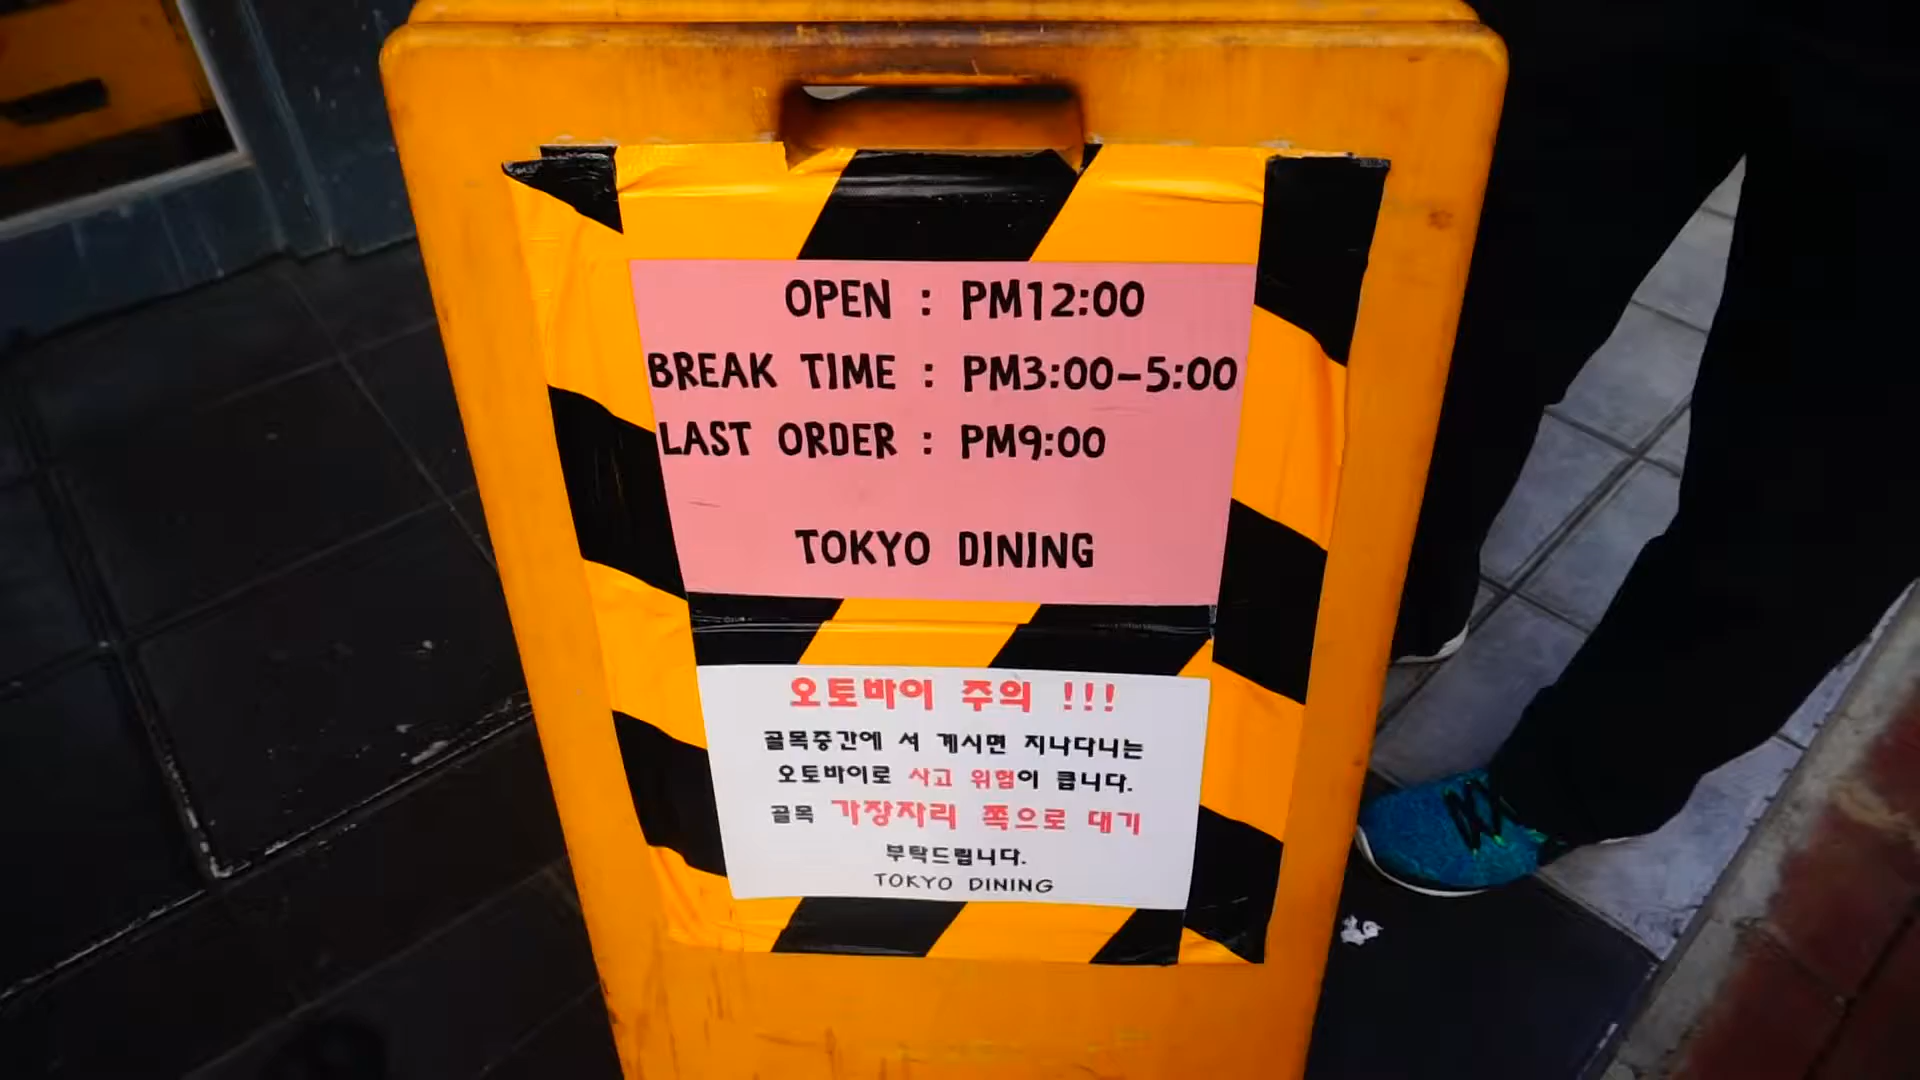 OPEN : PM12:00
BREAK TIME : PM3:00-5:00
LAST ORDER : PM9:00
TOKYO DINING
오토바이 주의 !!!
골목중간에 서 계시면 지나다니는
오토바이로 사고 위험이 큽니다.
골목 가장자리 쪽으로 대기
부탁드립니다.
TOKYO DINING